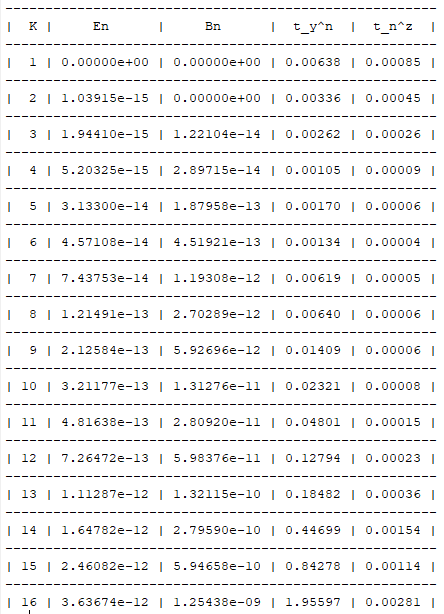 | K | En | Bn | t_y^n | t_n^z |
| 1 | 0.00000e+00 | 0.00000e+00 | 0.00638 | 0.00085 |
| 2 | 1.03915e-15 | 0.00000e+00 | 0.00336 | 0.00045 |
| 3 | 1.94410e-15 | 1.22104e-14 | 0.00262 | 0.00026 |
| 4 | 5.20325e-15 | 2.89715e-14 | 0.00105 | 0.00009 |
| 5 | 3.13300e-14 | 1.87958e-13 | 0.00170 | 0.00006 |
| 6 | 4.57108e-14 | 4.51921e-13 | 0.00134 | 0.00004 |
| 7 | 7.43753e-14 | 1.19308e-12 | 0.00619 | 0.00005 |
| 8 | 1.21491e-13 | 2.70289e-12 | 0.00640 | 0.00006 |
| 9 | 2.12584e-13 | 5.92696e-12 | 0.01409 | 0.00006 |
| 10 | 3.21177e-13 | 1.31276e-11 | 0.02321 | 0.00008 |
| 11 | 4.81638e-13 | 2.80920e-11 | 0.04801 | 0.00015 |
| 12 | 7.26472e-13 | 5.98376e-11 | 0.12794 | 0.00023 |
| 13 | 1.11287e-12 | 1.32115e-10 | 0.18482 | 0.00036 |
| 14 | 1.64782e-12 | 2.79590e-10 | 0.44699 | 0.00154 |
| 15 | 2.46082e-12 | 5.94658e-10 | 0.84278 | 0.00114 |
| 16 | 3.63674e-12 | 1.25438e-09 | 1.95597 | 0.00281 |